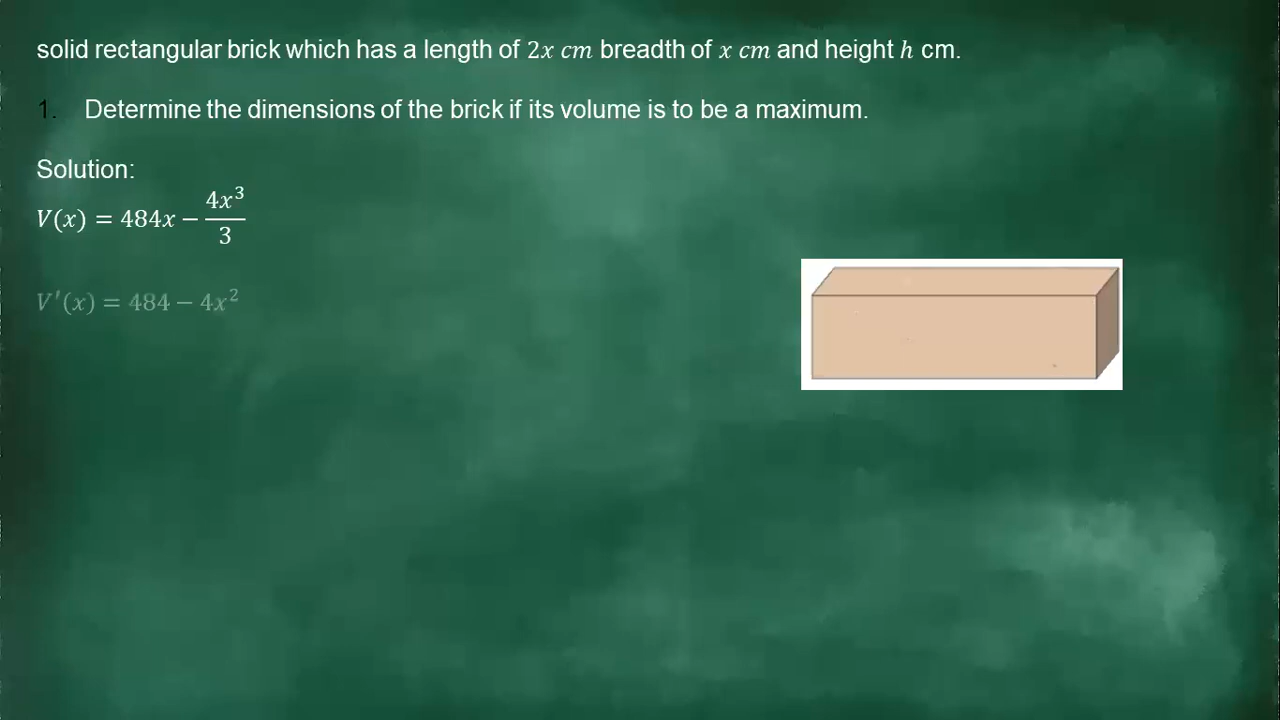 solid rectangular brick which has a length of 2x cm breadth of x cm and height h cm.
1. Determine the dimensions of the brick if its volume is to be a maximum.
Solution:
V(x) = 484x − 4x³/3
V′(x) = 484 − 4x²